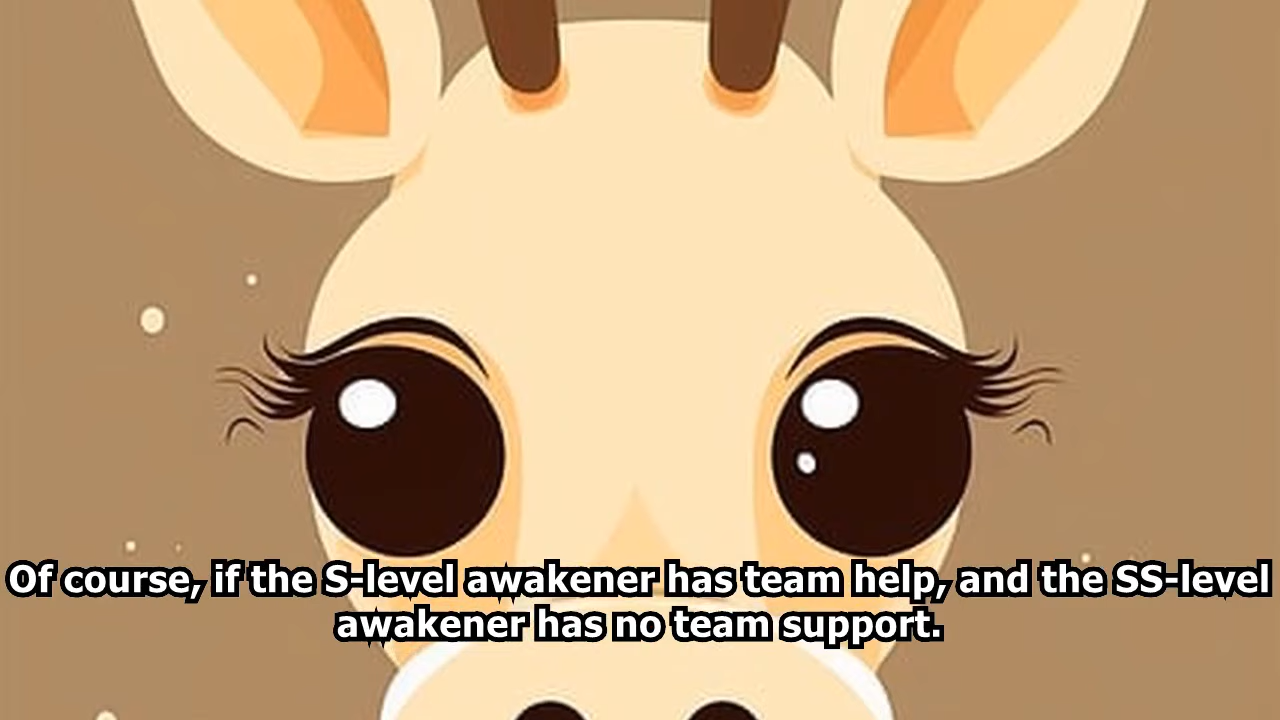 Of course, if the S-level awakener has team help, and the SS-level
awakener has no team support.